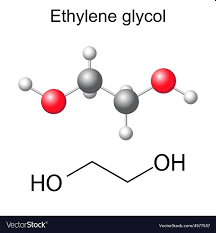 Ethylene glycol
OH
HO
VectorStock®
VectorStock.com/4577537